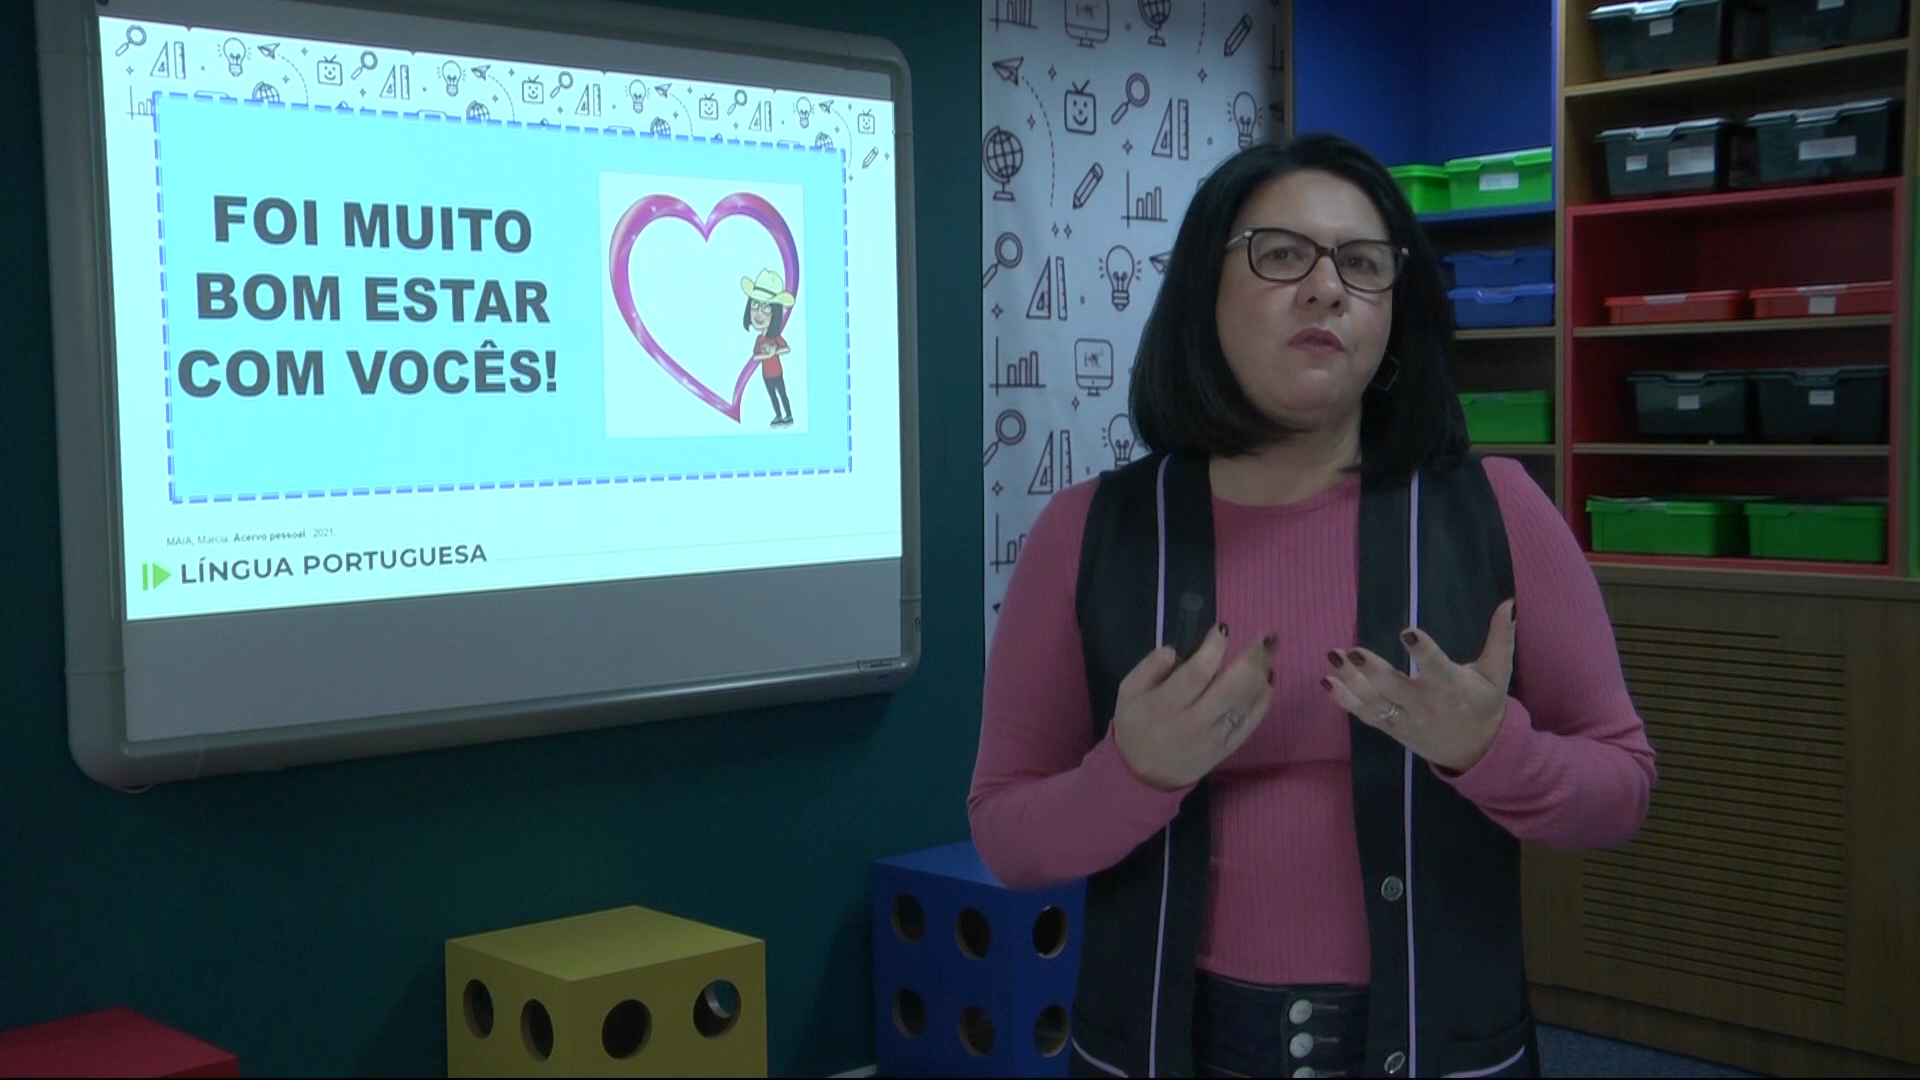 FOI MUITO
BOM ESTAR
COM VOCÊS!
MAIA, Marcia. Acervo pessoal. 2021.
LÍNGUA PORTUGUESA